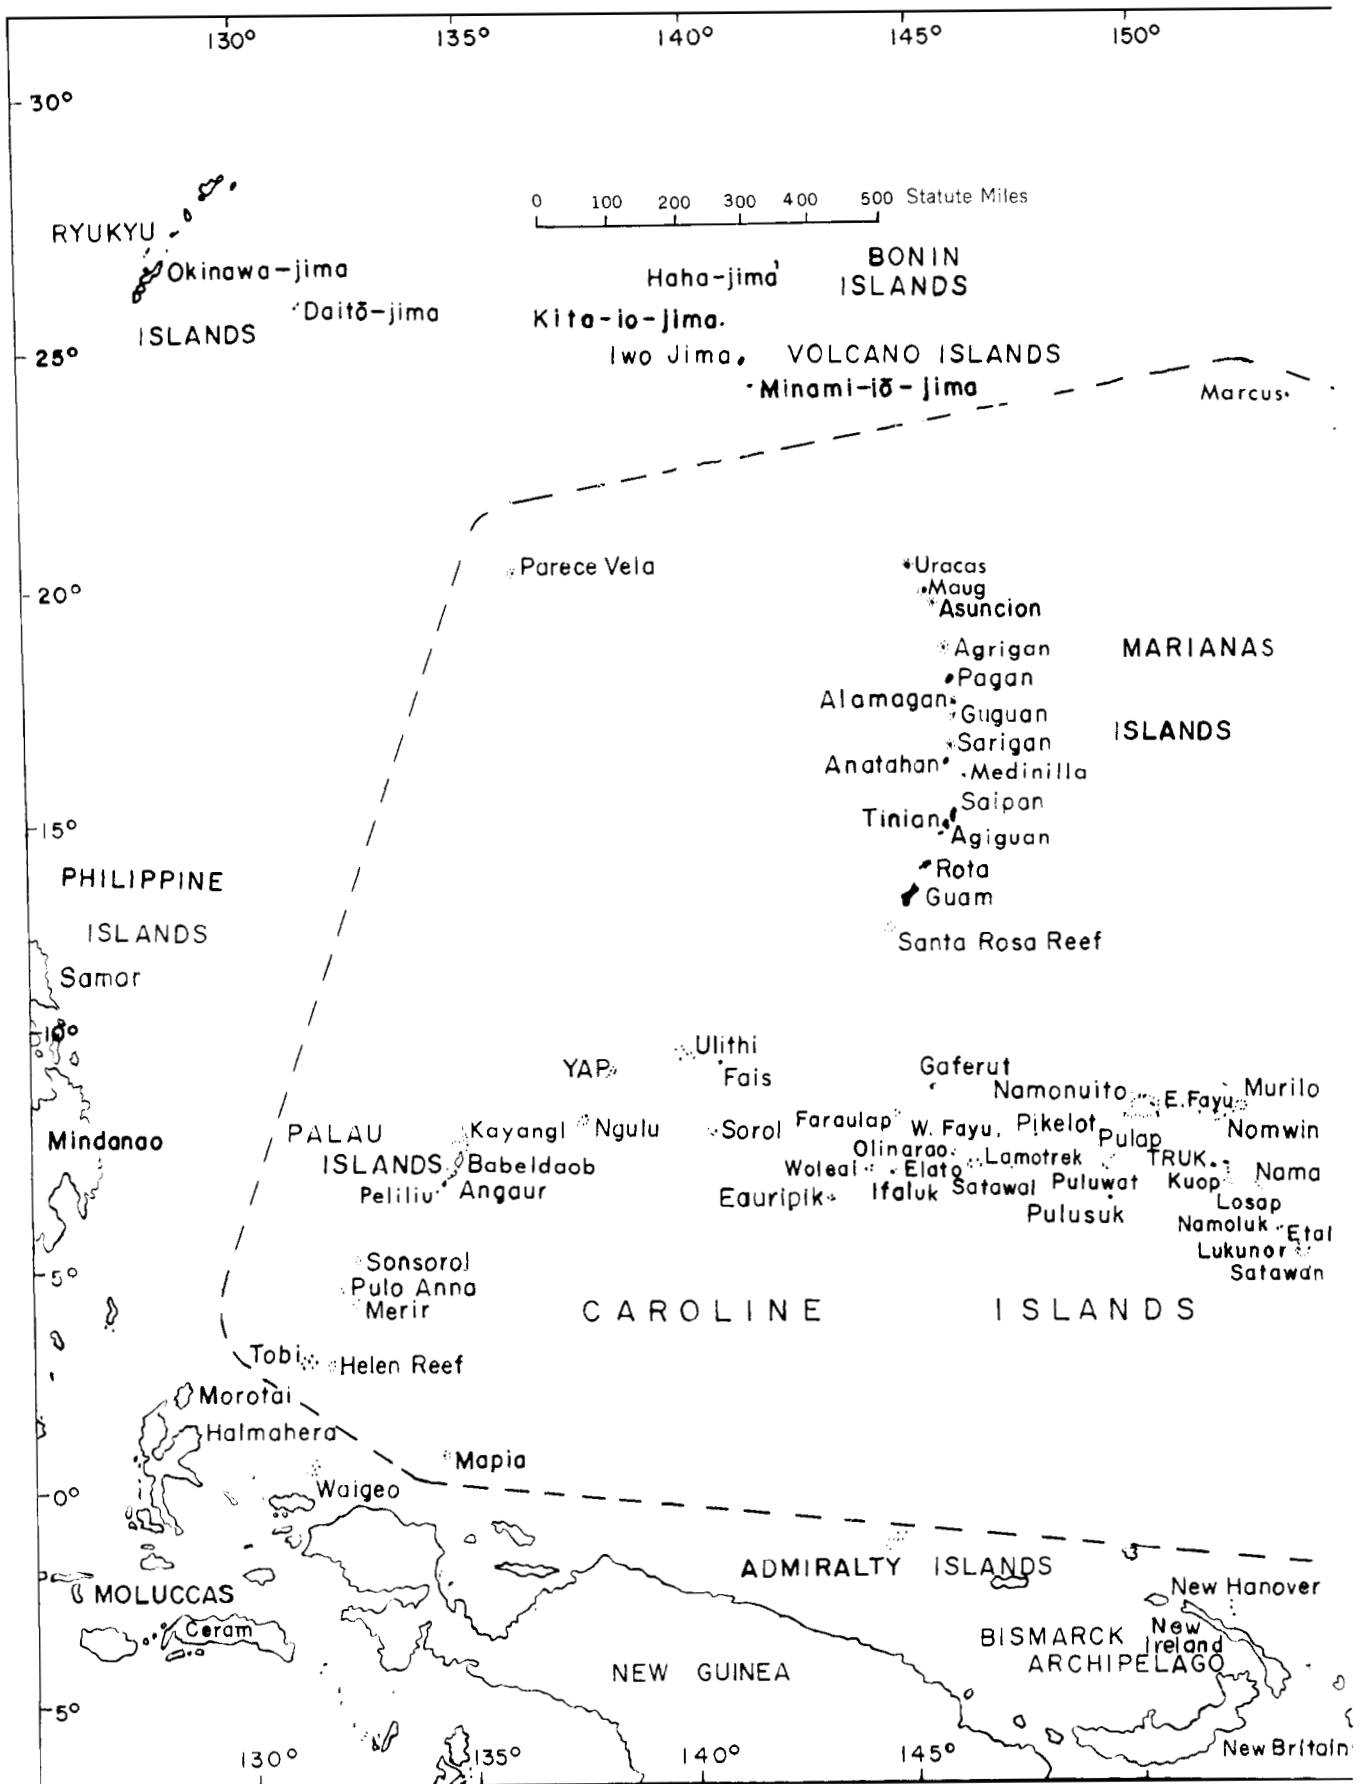 130° 135° 140° 145° 150°
30°
0 100 200 300 400 500 Statute Miles
RYUKYU
Okinawa-jima
Daitō-jima
ISLANDS
BONIN
ISLANDS
Haha-jima
Kita-io-jima
25°
Iwo Jima
VOLCANO ISLANDS
Minami-iō-jima
Marcus
Parece Vela
20°
Uracas
Maug
Asuncion
Agrigan
MARIANAS
Pagan
Alamagan
Guguan
ISLANDS
Sarigan
Anatahan
Medinilla
Saipan
Tinian
15°
Agiguan
Rota
Guam
Santa Rosa Reef
PHILIPPINE
ISLANDS
Samar
10°
Ulithi
YAP
Fais
Gaferut
Namonuito
E.Fayu
Murilo
Mindanao
PALAU
ISLANDS
Kayangl
Ngulu
Sorol
Faraulap
W. Fayu
Pikelot
Pulap
Nomwin
Babeldaob
Olinarao
Lamotrek
TRUK
Peliliu
Angaur
Woleai
Elato
Kuop
Nama
Eauripik
Ifaluk
Satawal
Puluwat
Losap
Pulusuk
Namoluk
Etal
Lukunor
Satawan
5°
Sonsorol
Pulo Anna
Merir
CAROLINE ISLANDS
Tobi
Helen Reef
Morotai
Halmahera
Mapia
Waigeo
0°
ADMIRALTY ISLANDS
MOLUCCAS
New Hanover
Ceram
BISMARCK
ARCHIPELAGO
New
Ireland
NEW GUINEA
5°
New Britain
130° 135° 140° 145°